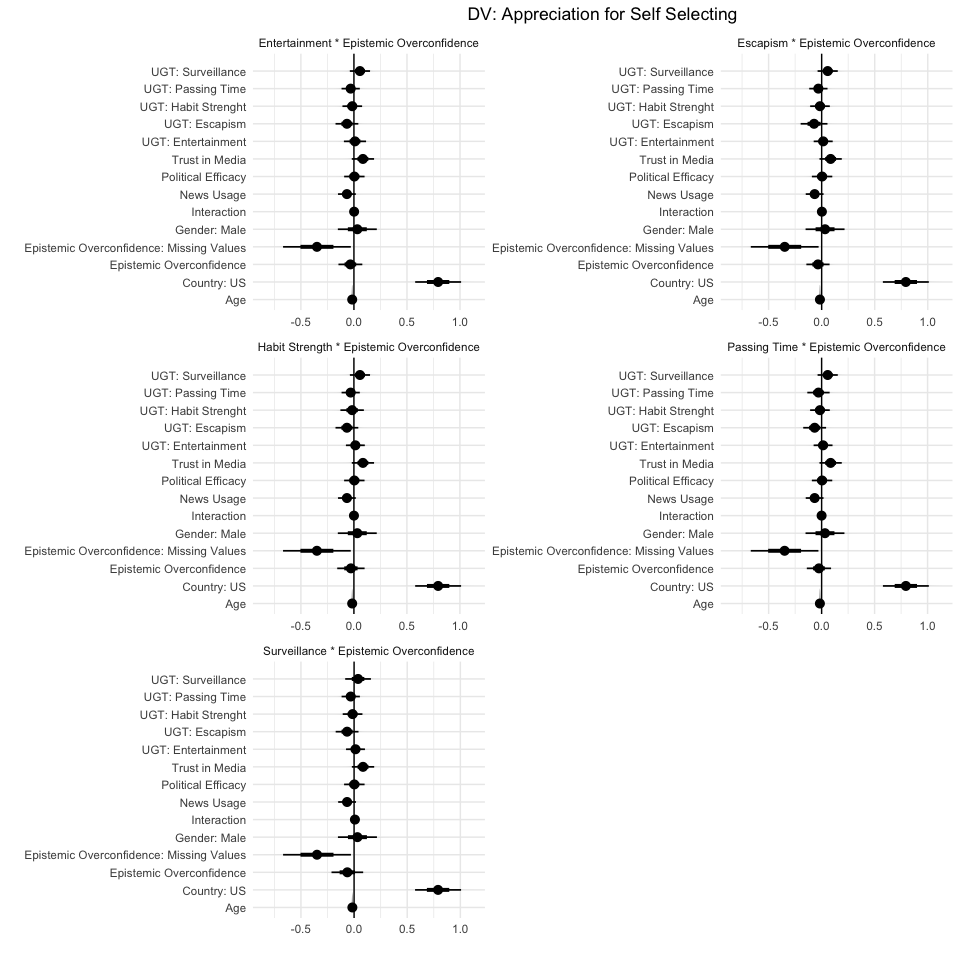 DV: Appreciation for Self Selecting
Entertainment * Epistemic Overconfidence
UGT: Surveillance
UGT: Passing Time
UGT: Habit Strenght
UGT: Escapism
UGT: Entertainment
Trust in Media
Political Efficacy
News Usage
Interaction
Gender: Male
Epistemic Overconfidence: Missing Values
Epistemic Overconfidence
Country: US
Age
-0.5 0.0 0.5 1.0
Escapism * Epistemic Overconfidence
UGT: Surveillance
UGT: Passing Time
UGT: Habit Strenght
UGT: Escapism
UGT: Entertainment
Trust in Media
Political Efficacy
News Usage
Interaction
Gender: Male
Epistemic Overconfidence: Missing Values
Epistemic Overconfidence
Country: US
Age
-0.5 0.0 0.5 1.0
Habit Strength * Epistemic Overconfidence
UGT: Surveillance
UGT: Passing Time
UGT: Habit Strenght
UGT: Escapism
UGT: Entertainment
Trust in Media
Political Efficacy
News Usage
Interaction
Gender: Male
Epistemic Overconfidence: Missing Values
Epistemic Overconfidence
Country: US
Age
-0.5 0.0 0.5 1.0
Passing Time * Epistemic Overconfidence
UGT: Surveillance
UGT: Passing Time
UGT: Habit Strenght
UGT: Escapism
UGT: Entertainment
Trust in Media
Political Efficacy
News Usage
Interaction
Gender: Male
Epistemic Overconfidence: Missing Values
Epistemic Overconfidence
Country: US
Age
-0.5 0.0 0.5 1.0
Surveillance * Epistemic Overconfidence
UGT: Surveillance
UGT: Passing Time
UGT: Habit Strenght
UGT: Escapism
UGT: Entertainment
Trust in Media
Political Efficacy
News Usage
Interaction
Gender: Male
Epistemic Overconfidence: Missing Values
Epistemic Overconfidence
Country: US
Age
-0.5 0.0 0.5 1.0